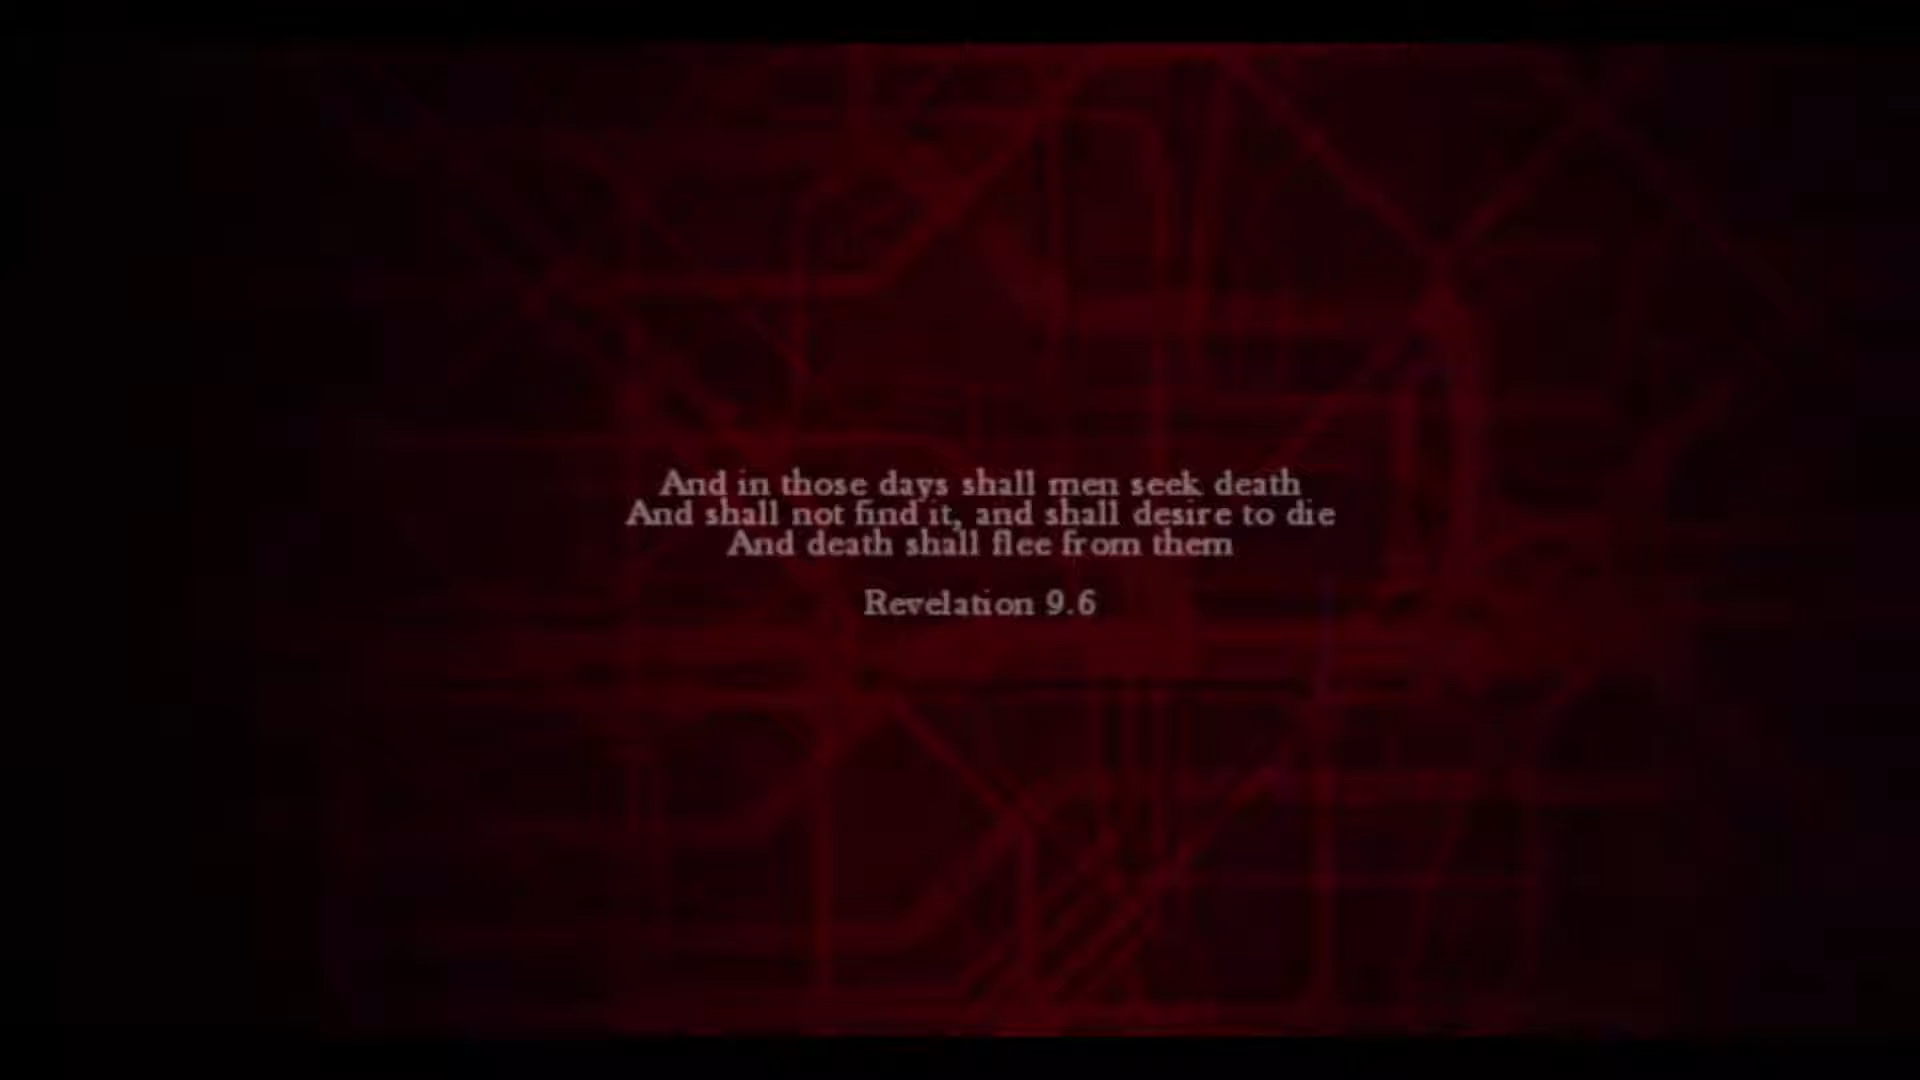 And in those days shall men seek death
And shall not find it, and shall desire to die
And death shall flee from them
Revelation 9.6